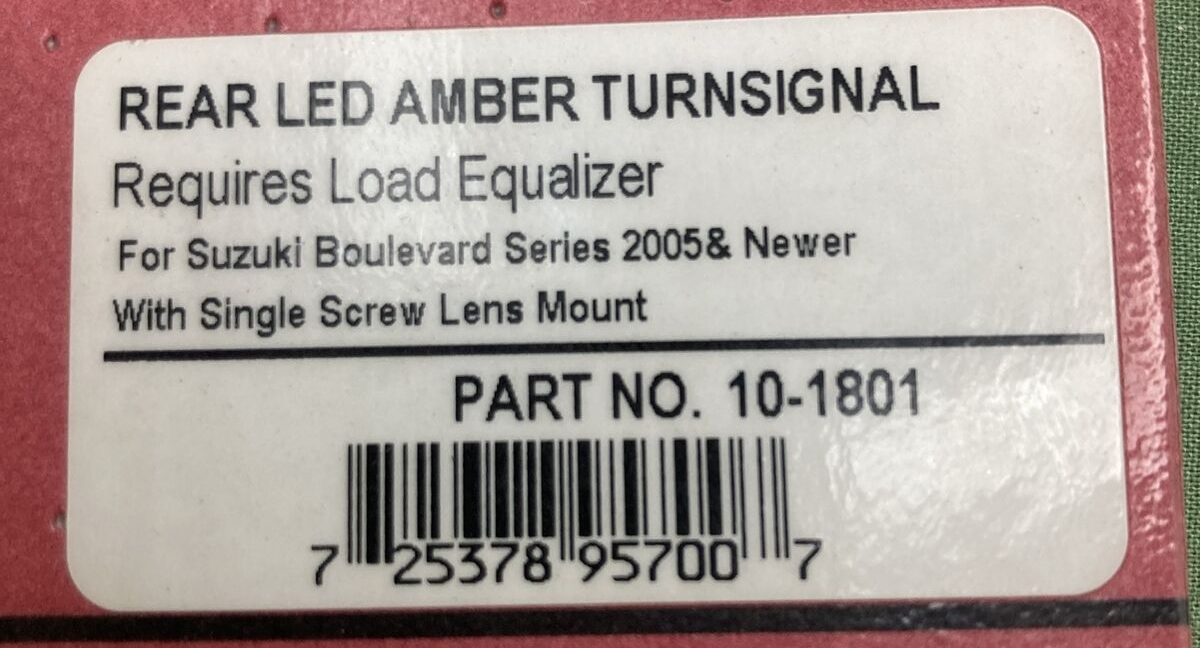 REAR LED AMBER TURNSIGNAL
Requires Load Equalizer
For Suzuki Boulevard Series 2005& Newer
With Single Screw Lens Mount
PART NO. 10-1801
7 25378 95700 7